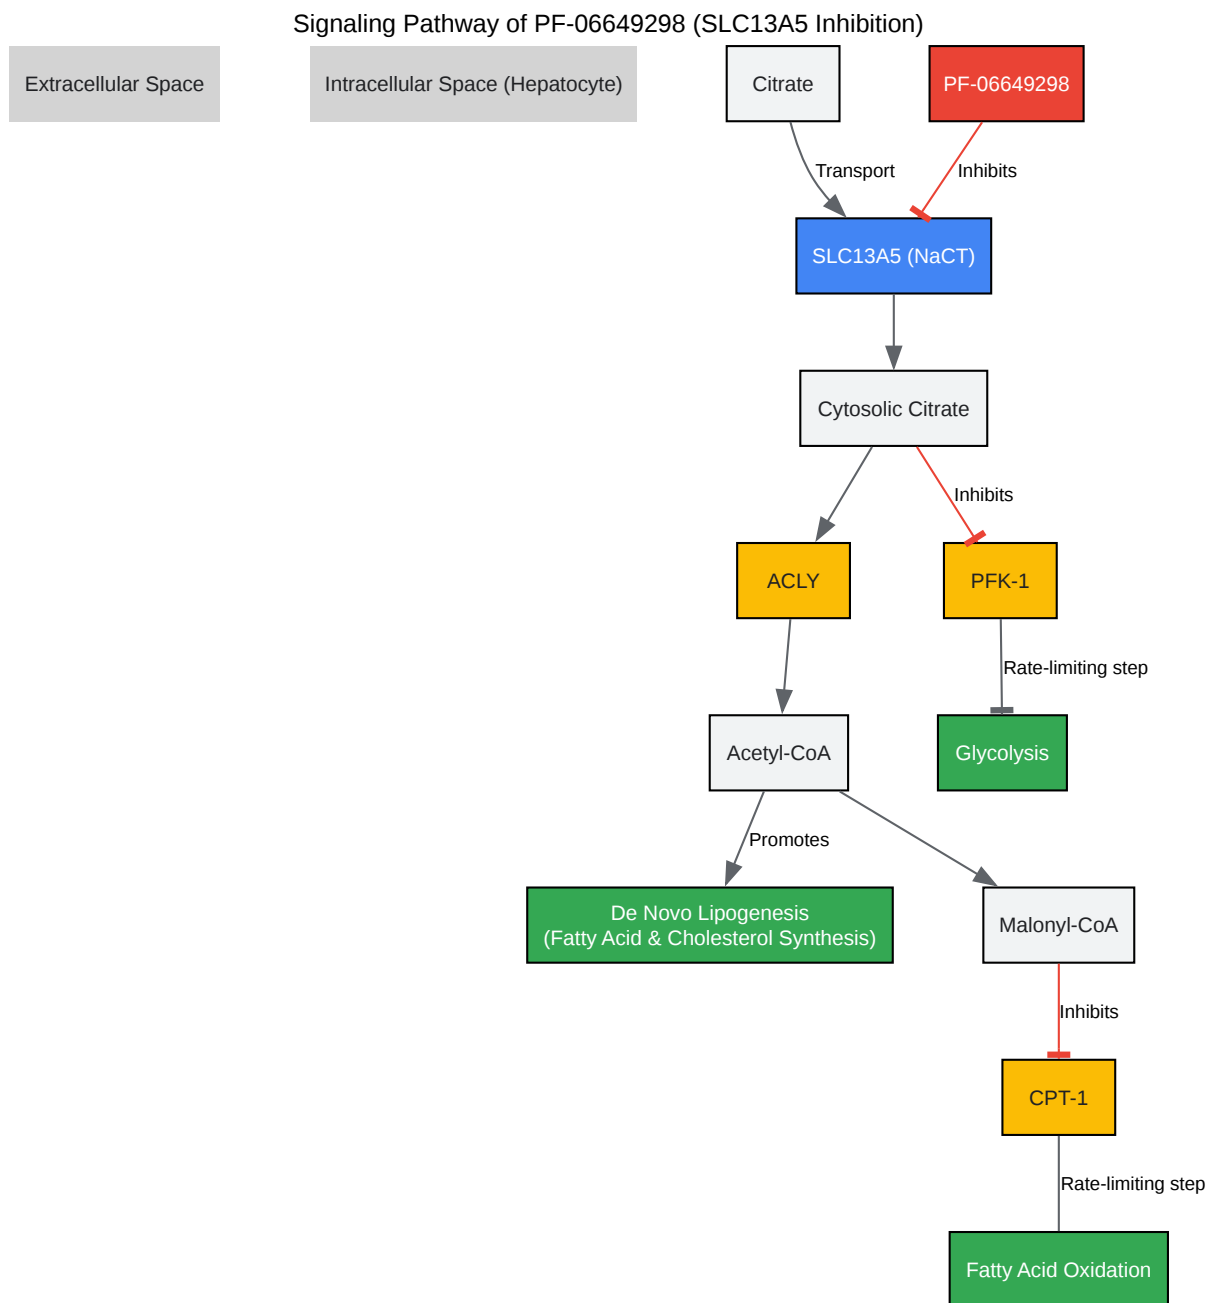 Signaling Pathway of PF-06649298 (SLC13A5 Inhibition)
Extracellular Space
Intracellular Space (Hepatocyte)
Citrate
PF-06649298
Transport
Inhibits
SLC13A5 (NaCT)
Cytosolic Citrate
Inhibits
ACLY
PFK-1
Rate-limiting step
Acetyl-CoA
Glycolysis
Promotes
De Novo Lipogenesis
(Fatty Acid & Cholesterol Synthesis)
Malonyl-CoA
Inhibits
CPT-1
Rate-limiting step
Fatty Acid Oxidation